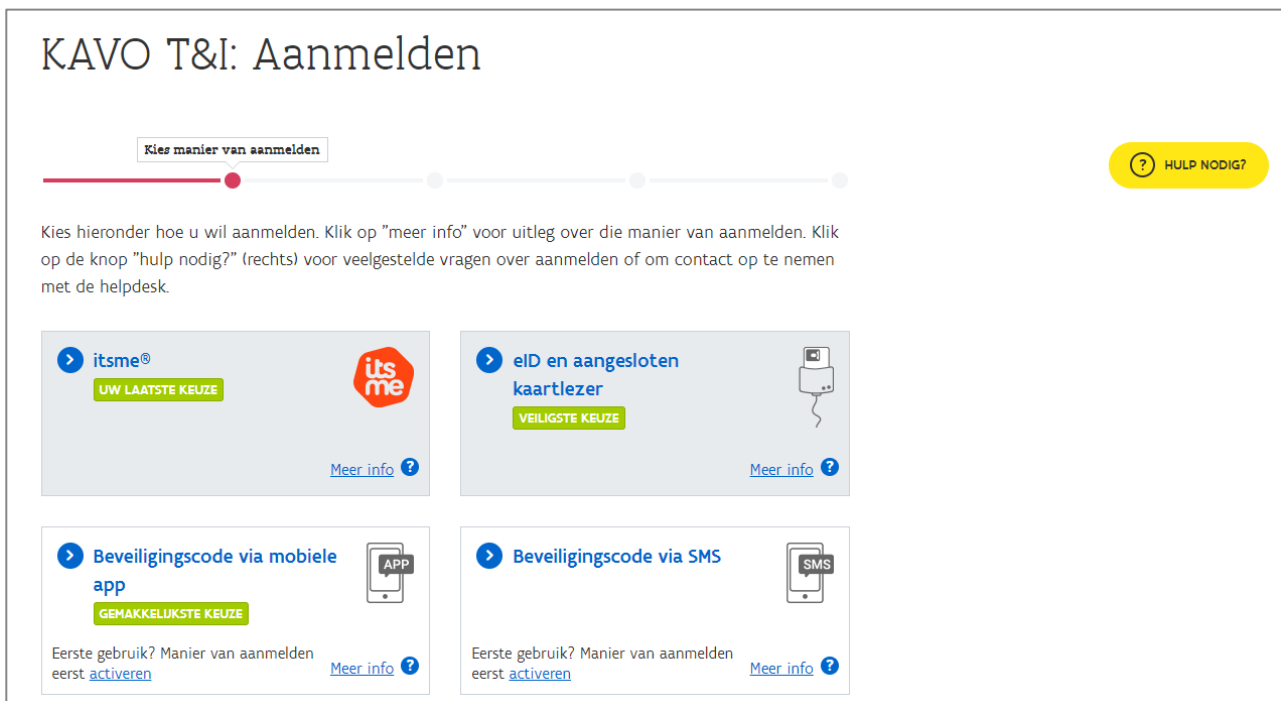 KAVO T&I: Aanmelden
Kies manier van aanmelden
? HULP NODIG?
Kies hieronder hoe u wil aanmelden. Klik op "meer info" voor uitleg over die manier van aanmelden. Klik
op de knop "hulp nodig?" (rechts) voor veelgestelde vragen over aanmelden of om contact op te nemen
met de helpdesk.
itsme®
UW LAATSTE KEUZE
its
me
Meer info ?
eID en aangesloten
kaartlezer
VEILIGSTE KEUZE
Meer info ?
Beveiligingscode via mobiele
app
GEMAKKELIJKSTE KEUZE
APP
Eerste gebruik? Manier van aanmelden
eerst activeren
Meer info ?
Beveiligingscode via SMS
SMS
Eerste gebruik? Manier van aanmelden
eerst activeren
Meer info ?